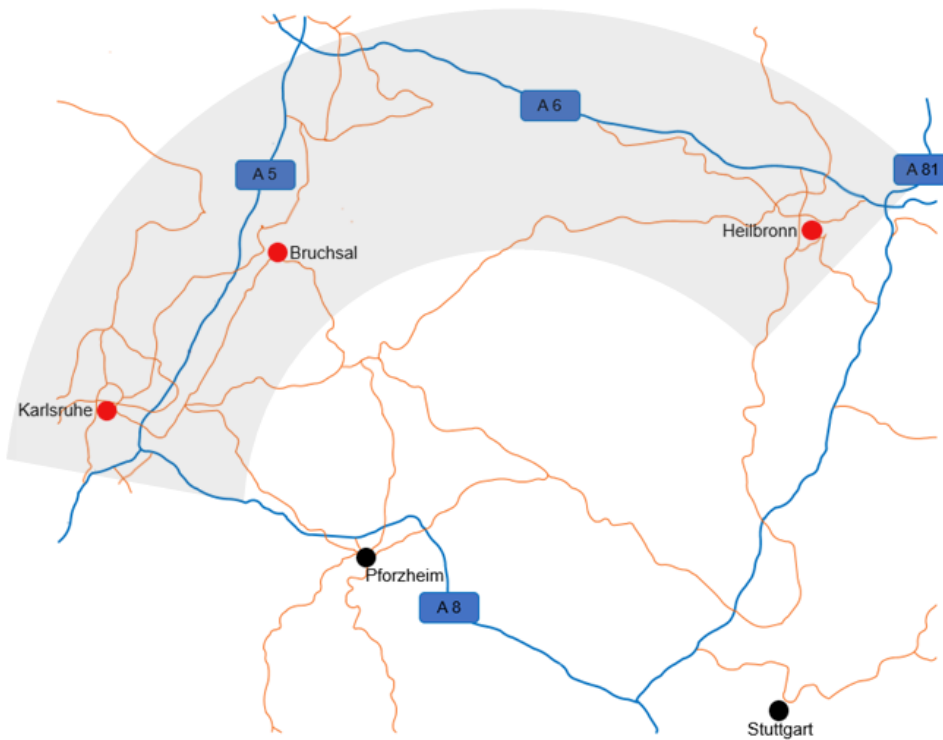 A 6
A 5
A 81
Heilbronn
Bruchsal
Karlsruhe
Pforzheim
A 8
Stuttgart